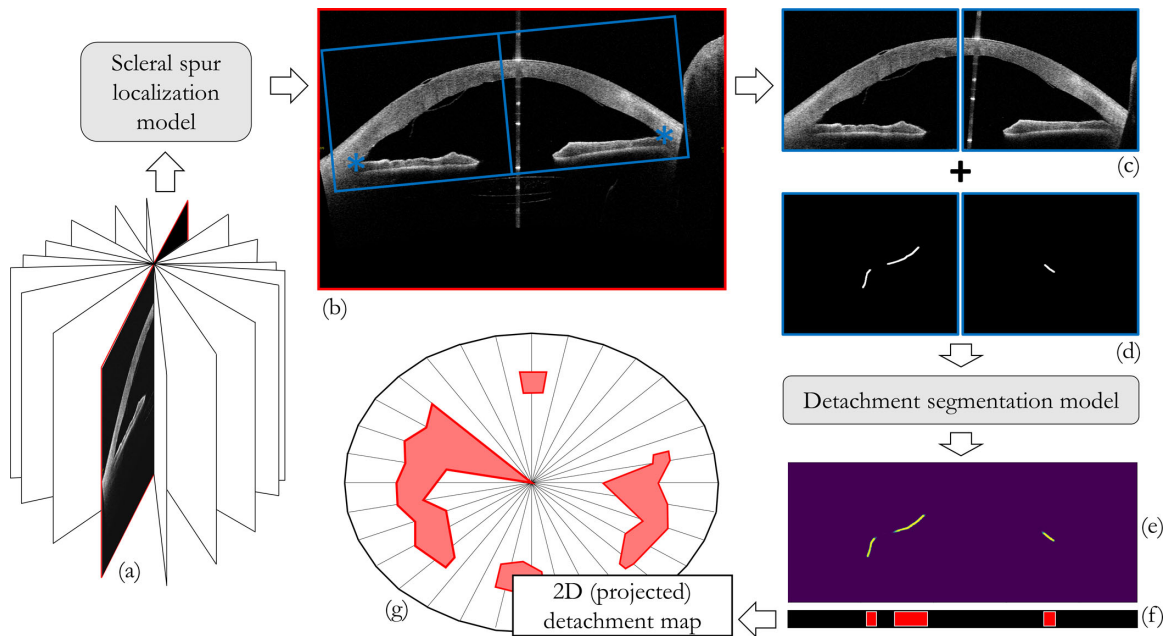 Scleral spur
localization
model
(a)
(b)
(c)
(d)
Detachment segmentation model
(e)
(f)
2D (projected)
detachment map
(g)